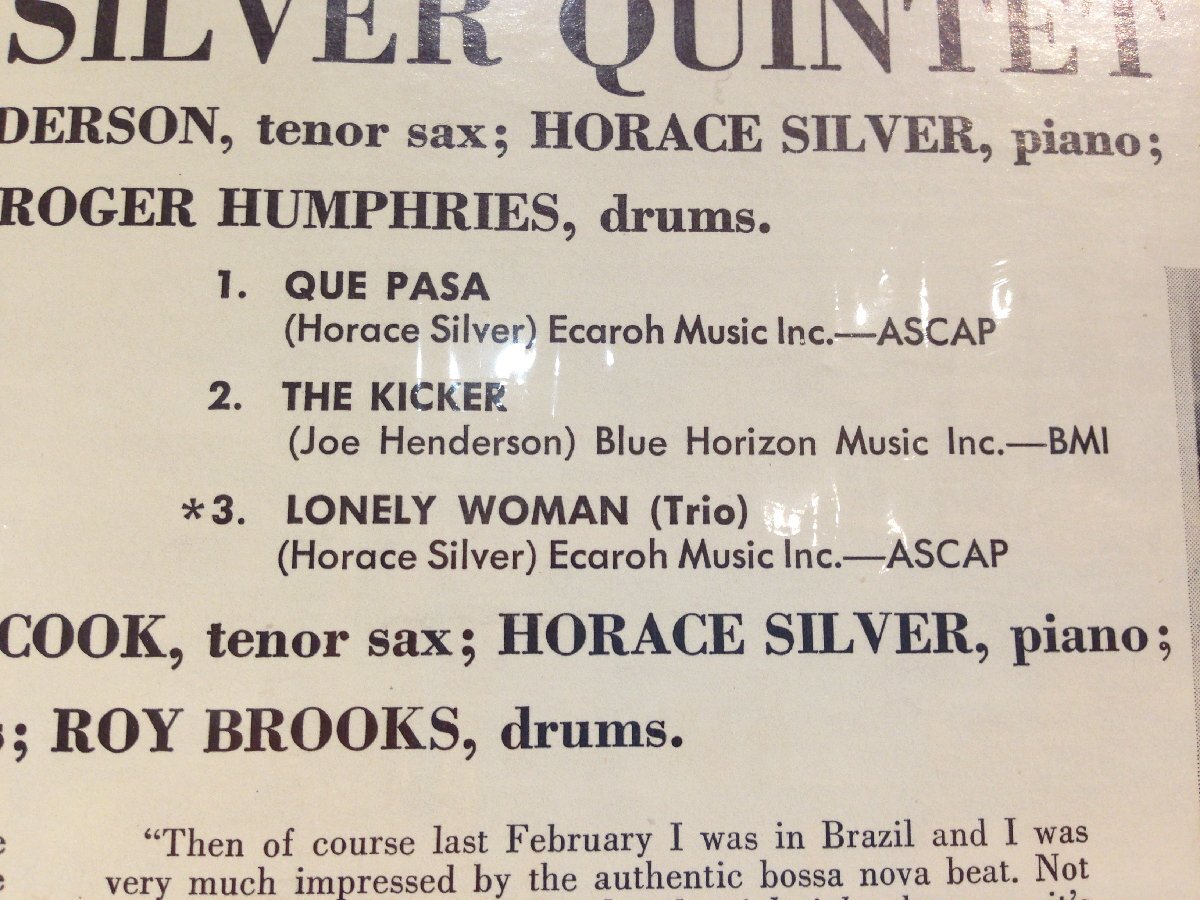 SILVER QUINTET
DERSON, tenor sax; HORACE SILVER, piano;
ROGER HUMPHRIES, drums.
1. QUE PASA
(Horace Silver) Ecaroh Music Inc.—ASCAP
2. THE KICKER
(Joe Henderson) Blue Horizon Music Inc.—BMI
*3. LONELY WOMAN (Trio)
(Horace Silver) Ecaroh Music Inc.—ASCAP
COOK, tenor sax; HORACE SILVER, piano;
s; ROY BROOKS, drums.
e "Then of course last February I was in Brazil and I was
e very much impressed by the authentic bossa nova beat. Not
it's